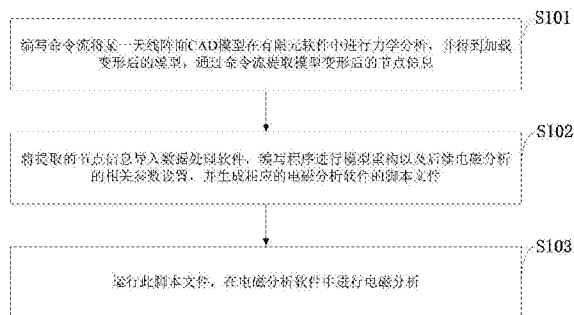 S101
编写命令流将某一天线阵面CAD模型在有限元软件中进行力学分析，并得到加载
变形后的模型，通过命令流提取模型变形后的节点信息
S102
将提取的节点信息导入数据处理软件，编写程序进行模型重构以及后续电磁分析
的相关参数设置，并生成相应的电磁分析软件的脚本文件
S103
运行此脚本文件，在电磁分析软件中进行电磁分析